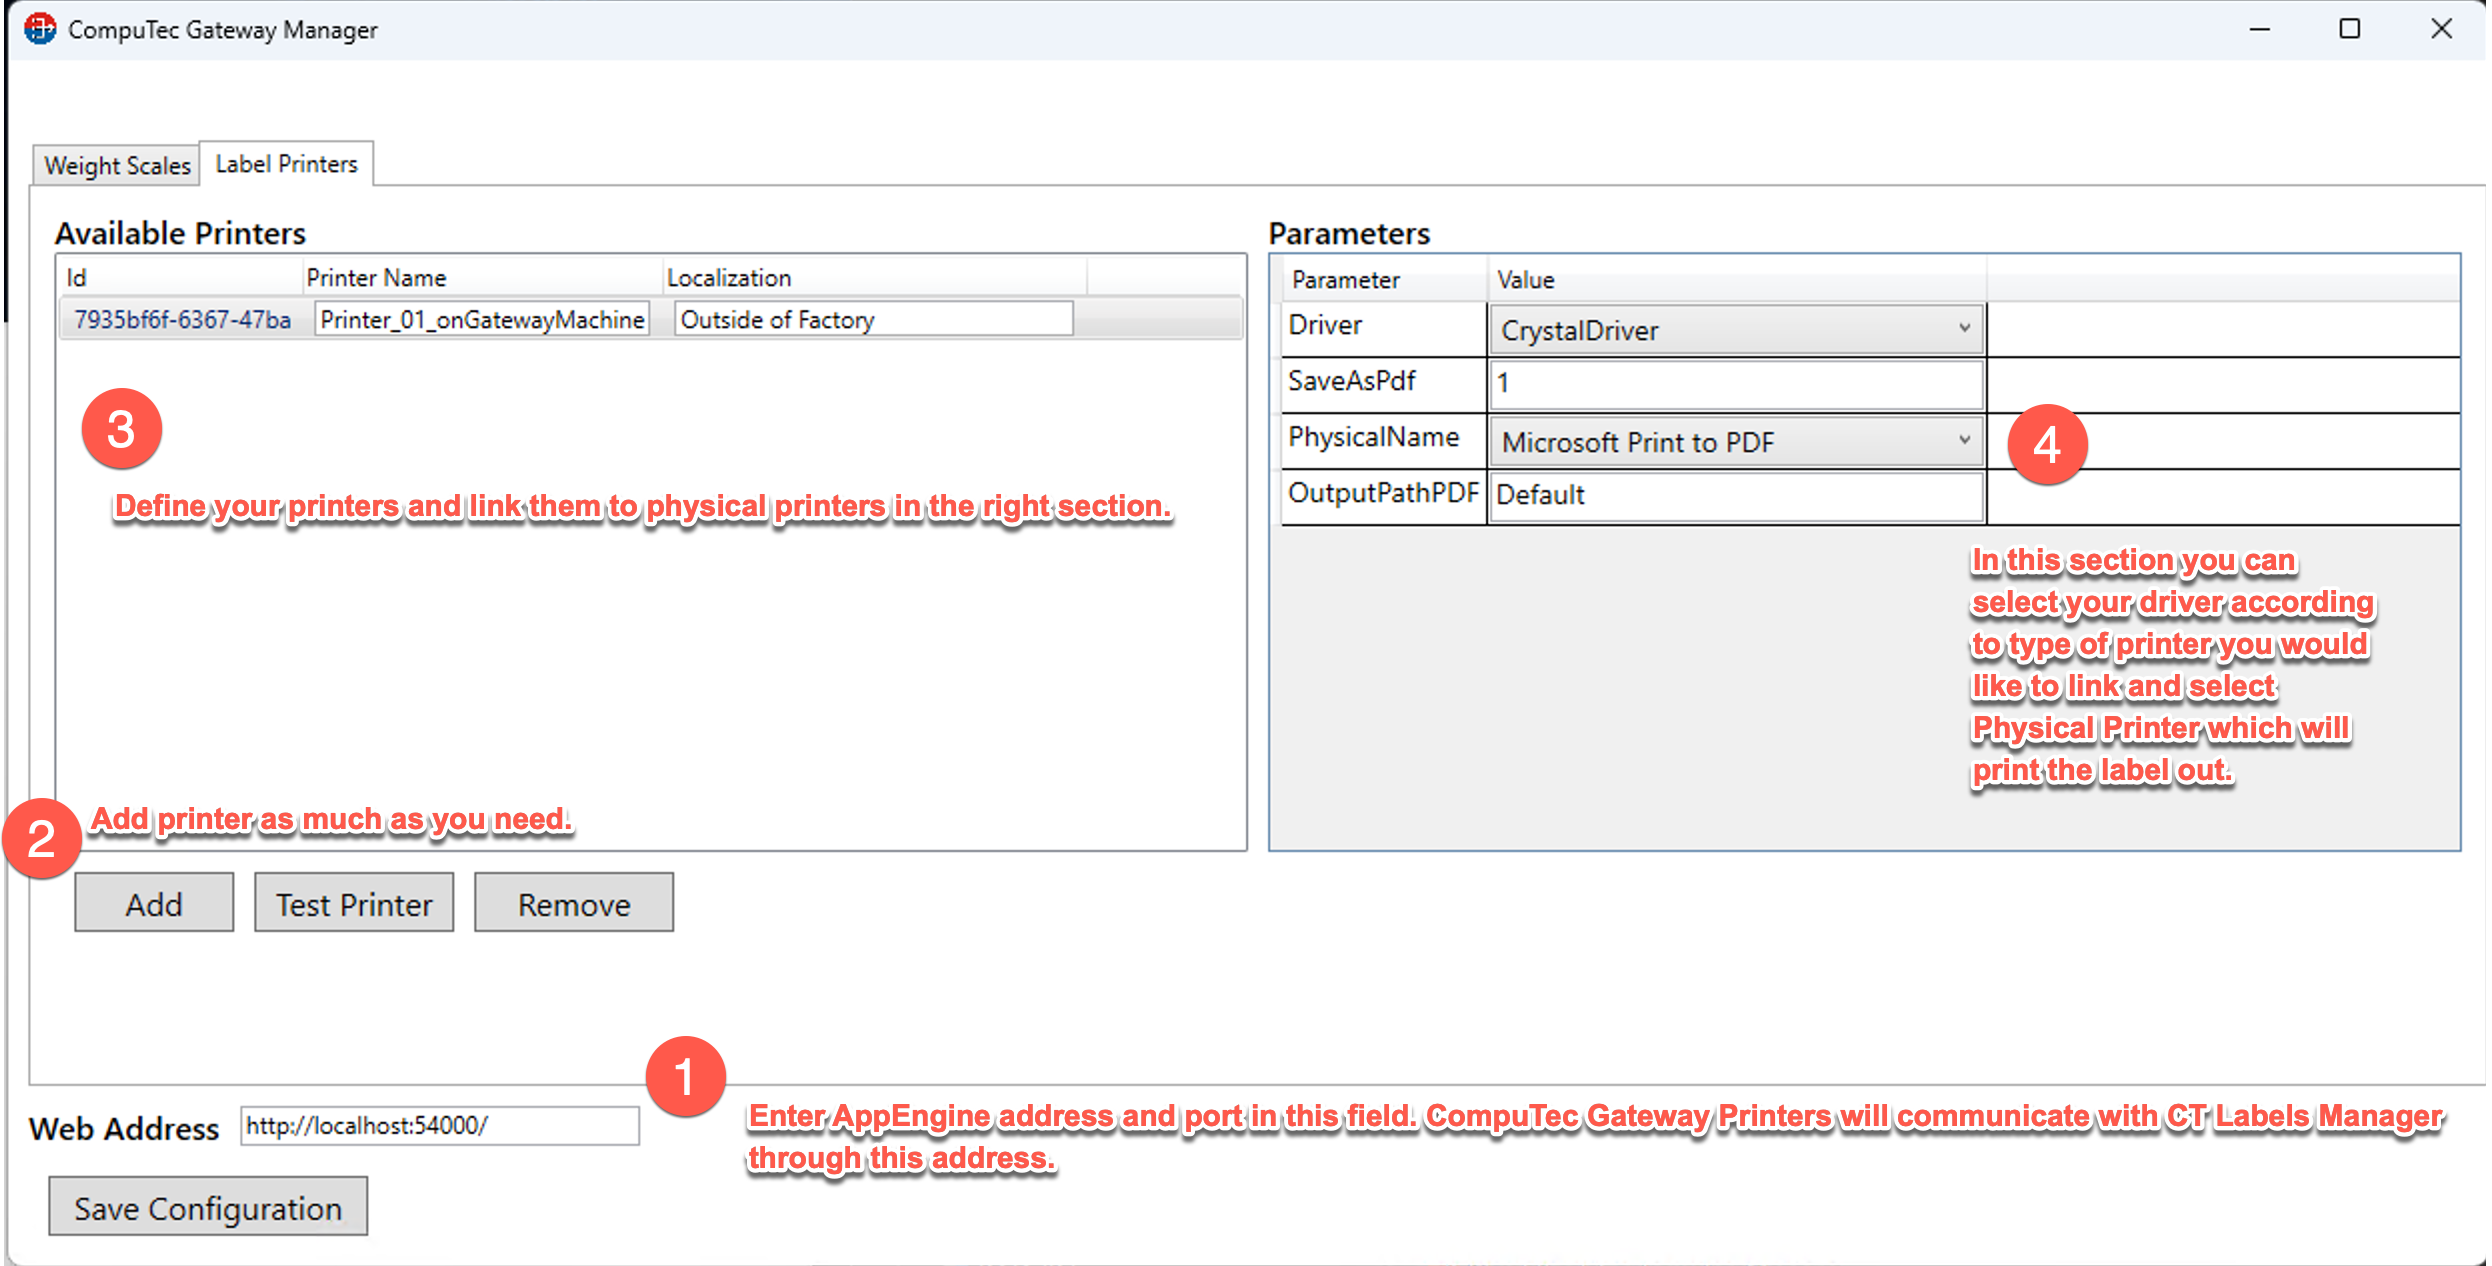 CompuTec Gateway Manager
Weight Scales
Label Printers
Available Printers
Id Printer Name Localization
7935bf6f-6367-47ba Printer_01_onGatewayMachine Outside of Factory
3
Define your printers and link them to physical printers in the right section.
Parameters
Parameter Value
Driver CrystalDriver
SaveAsPdf 1
PhysicalName Microsoft Print to PDF
OutputPathPDF Default
4
In this section you can
select your driver according
to type of printer you would
like to link and select
Physical Printer which will
print the label out.
2
Add printer as much as you need.
Add
Test Printer
Remove
1
Enter AppEngine address and port in this field. CompuTec Gateway Printers will communicate with CT Labels Manager
through this address.
Web Address http://localhost:54000/
Save Configuration